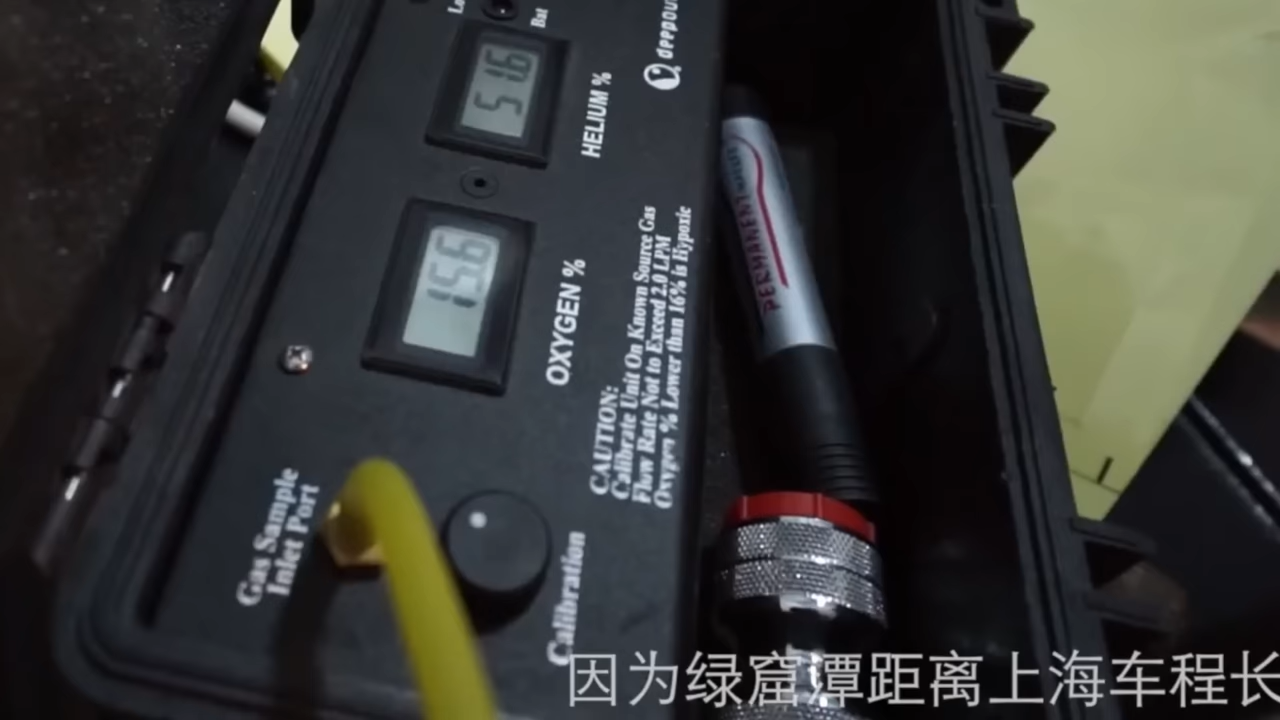 Bat
51.6
HELIUM %
15.6
OXYGEN %
CAUTION:
Calibrate Unit On Known Source Gas
Flow Rate Not to Exceed 2.0 LPM
Oxygen % Lower than 16% is Hypoxic
Gas Sample
Inlet Port
Calibration
因为绿窟潭距离上海车程长